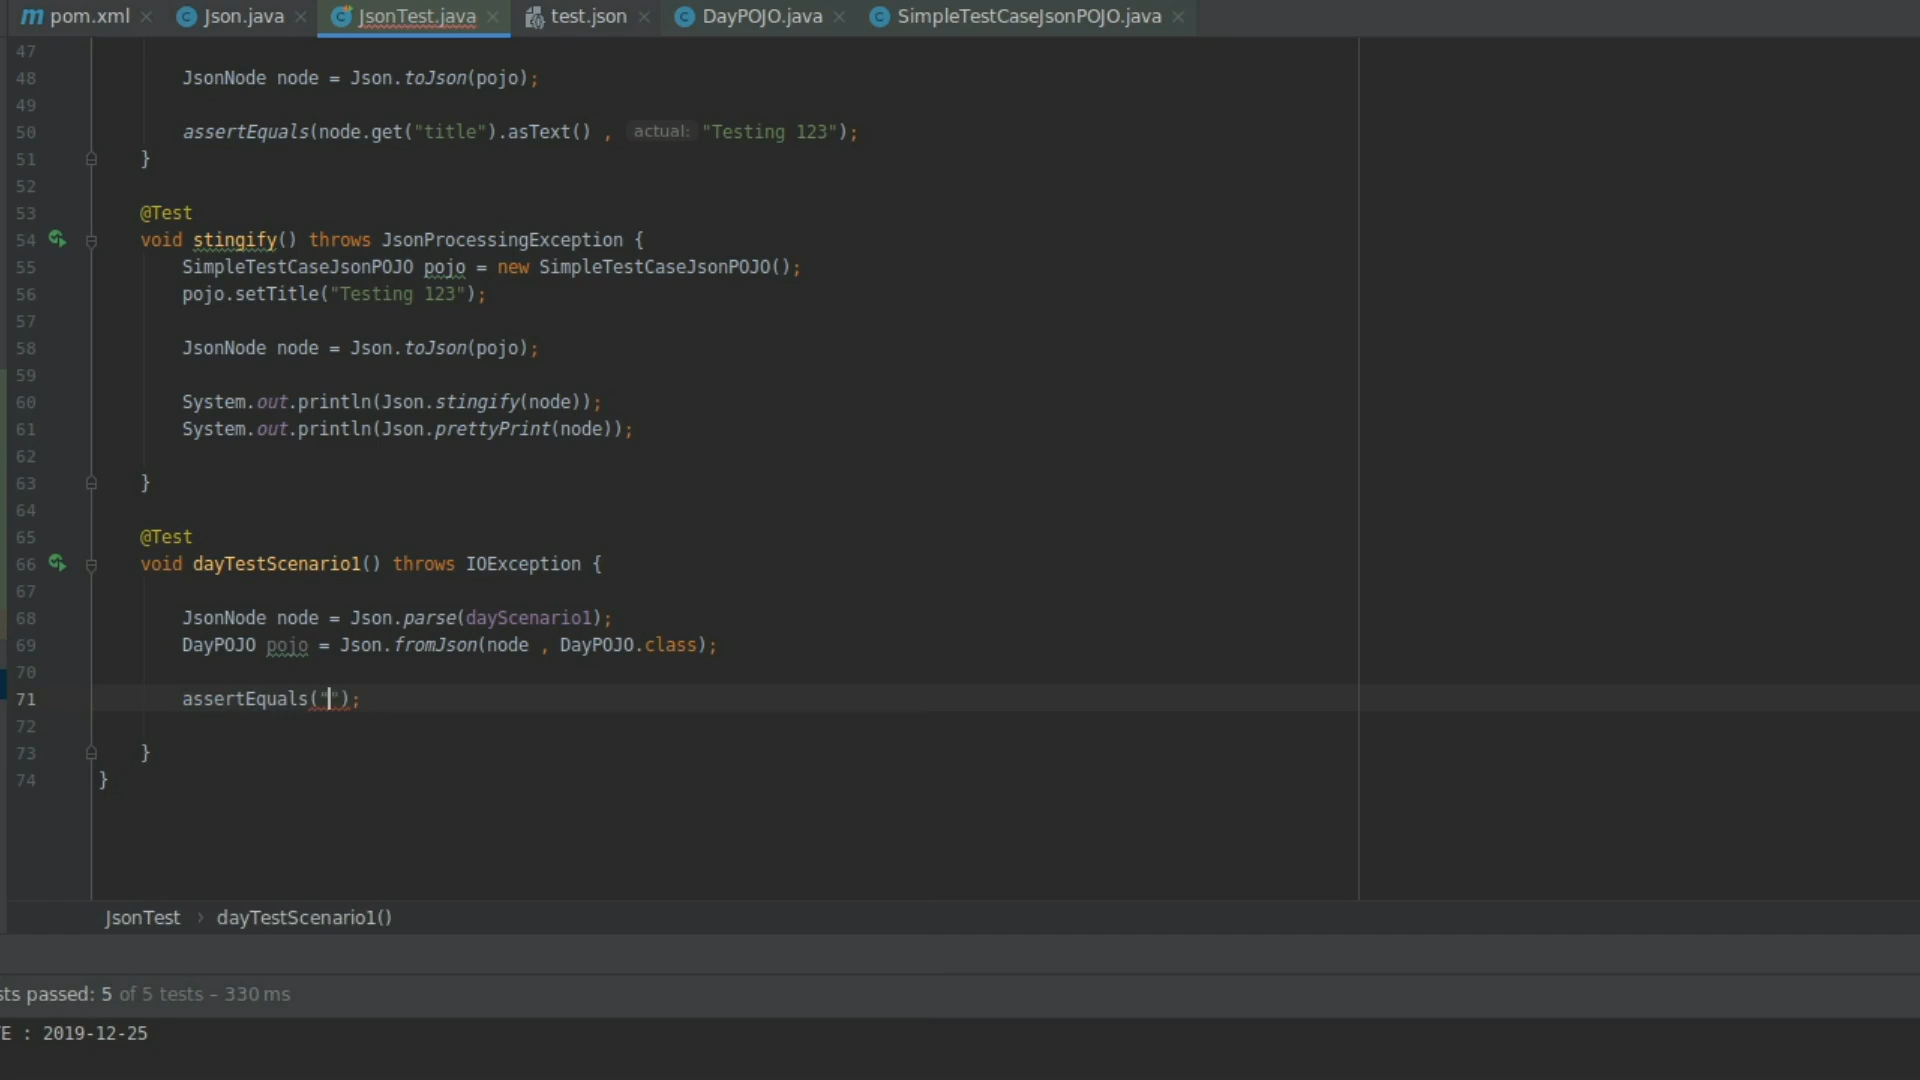 pom.xml Json.java JsonTest.java test.json DayPOJO.java SimpleTestCaseJsonPOJO.java
47
48 JsonNode node = Json.toJson(pojo);
49
50 assertEquals(node.get("title").asText() , actual: "Testing 123");
51 }
52
53 @Test
54 void stingify() throws JsonProcessingException {
55 SimpleTestCaseJsonPOJO pojo = new SimpleTestCaseJsonPOJO();
56 pojo.setTitle("Testing 123");
57
58 JsonNode node = Json.toJson(pojo);
59
60 System.out.println(Json.stingify(node));
61 System.out.println(Json.prettyPrint(node));
62
63 }
64
65 @Test
66 void dayTestScenario1() throws IOException {
67
68 JsonNode node = Json.parse(dayScenario1);
69 DayPOJO pojo = Json.fromJson(node , DayPOJO.class);
70
71 assertEquals("");
72
73 }
74 }
JsonTest › dayTestScenario1()
sts passed: 5 of 5 tests – 330 ms
E : 2019-12-25